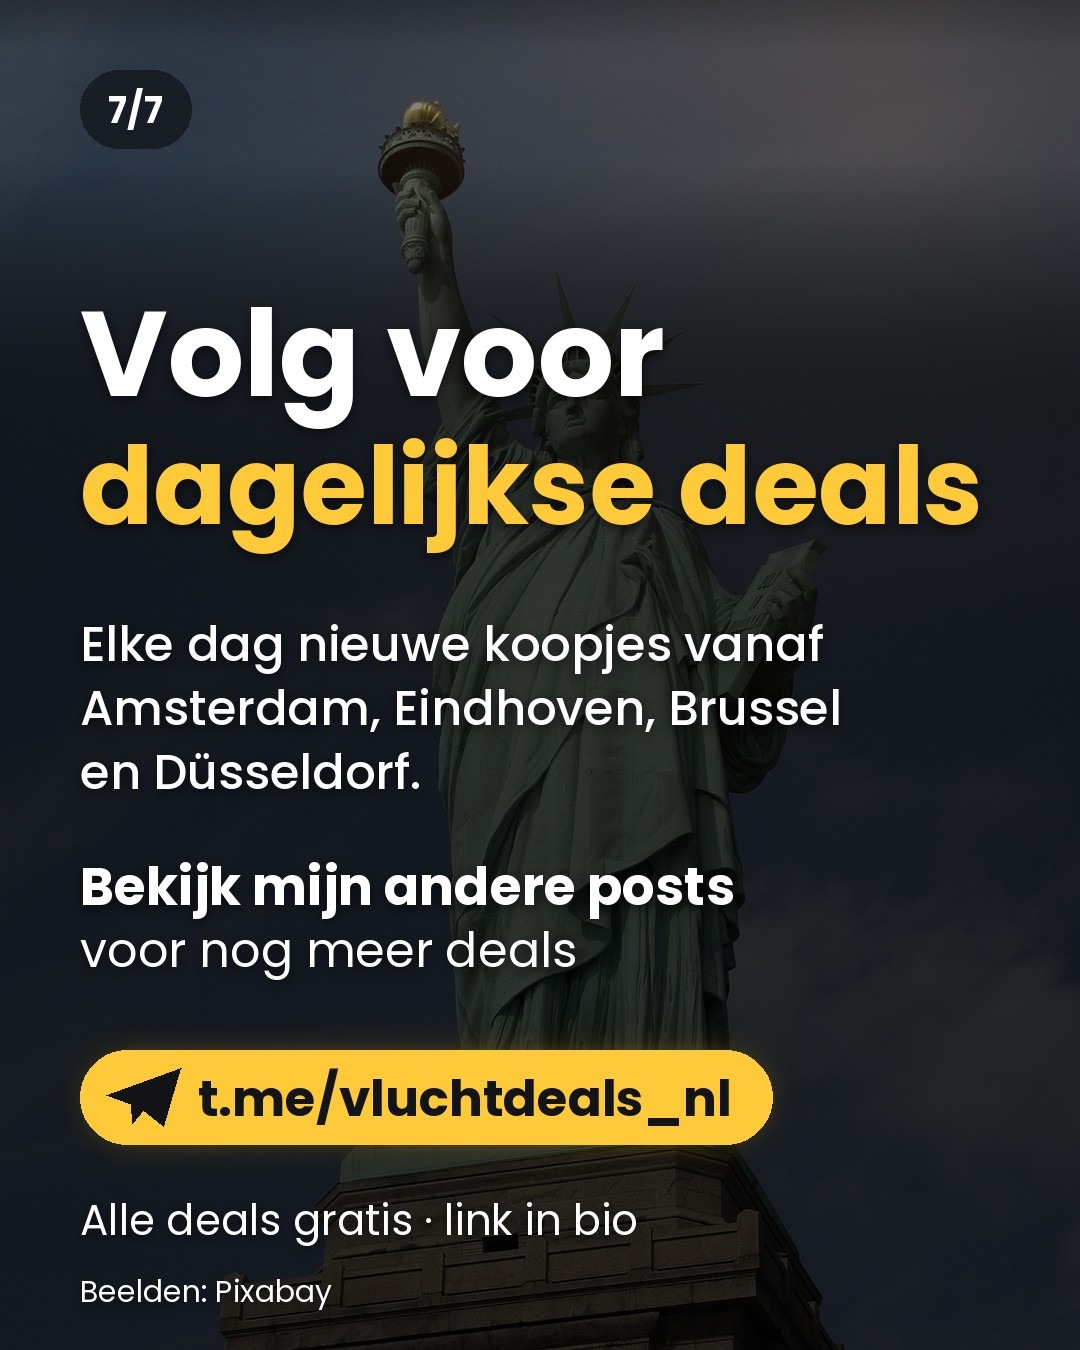 7/7
Volg voor
dagelijkse deals
Elke dag nieuwe koopjes vanaf
Amsterdam, Eindhoven, Brussel
en Düsseldorf.
Bekijk mijn andere posts
voor nog meer deals
t.me/vluchtdeals_nl
Alle deals gratis · link in bio
Beelden: Pixabay